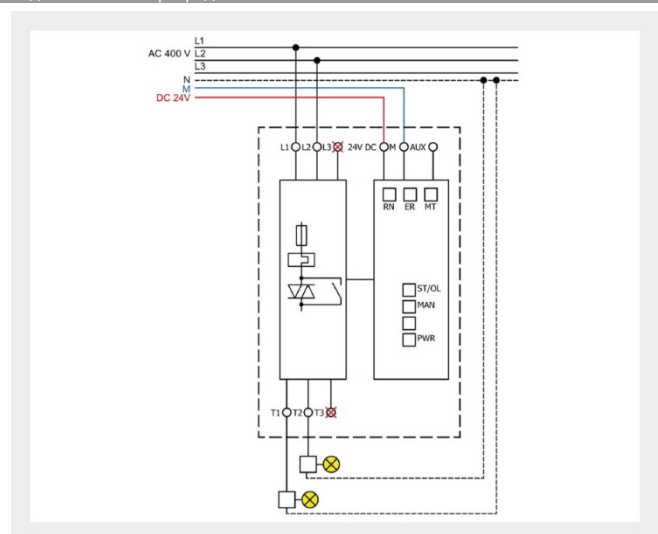 L1
AC 400 V L2
L3
N
M
DC 24V
L1 L2 L3 24V DC M AUX
RN ER MT
ST/OL
MAN
PWR
T1 T2 T3